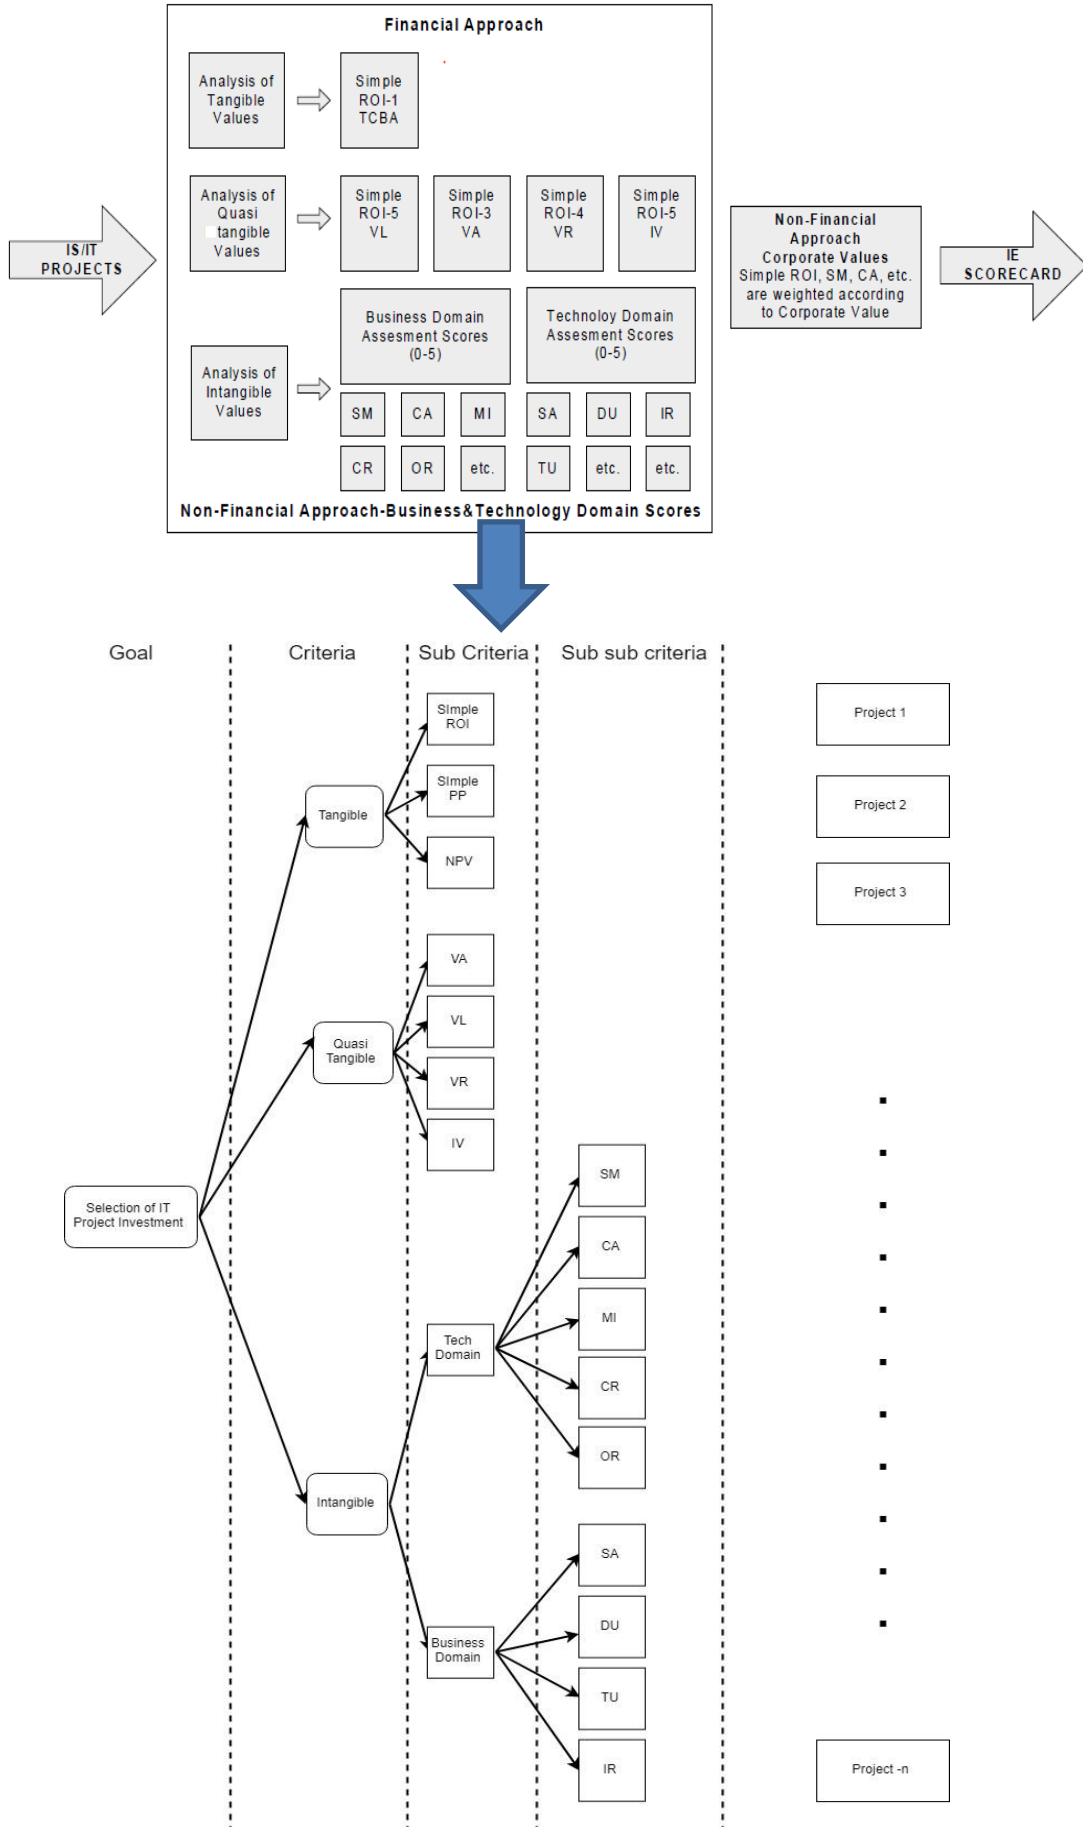 Financial Approach
Analysis of
Tangible
Values
Simple
ROI-1
TCBA
Analysis of
Quasi
tangible
Values
Simple
ROI-5
VL
Simple
ROI-3
VA
Simple
ROI-4
VR
Simple
ROI-5
IV
IS/IT
PROJECTS
Non-Financial
Approach
Corporate Values
Simple ROI, SM, CA, etc.
are weighted according
to Corporate Value
IE
SCORECARD
Analysis of
Intangible
Values
Business Domain
Assesment Scores
(0-5)
Technoloy Domain
Assesment Scores
(0-5)
SM
CA
MI
SA
DU
IR
CR
OR
etc.
TU
etc.
etc.
Non-Financial Approach-Business&Technology Domain Scores
Goal
Criteria
Sub Criteria
Sub sub criteria
SImple
ROI
SImple
PP
NPV
Tangible
VA
VL
VR
IV
Quasi
Tangible
Selection of IT
Project Investment
Tech
Domain
SM
CA
MI
CR
OR
Intangible
Business
Domain
SA
DU
TU
IR
Project 1
Project 2
Project 3
Project -n